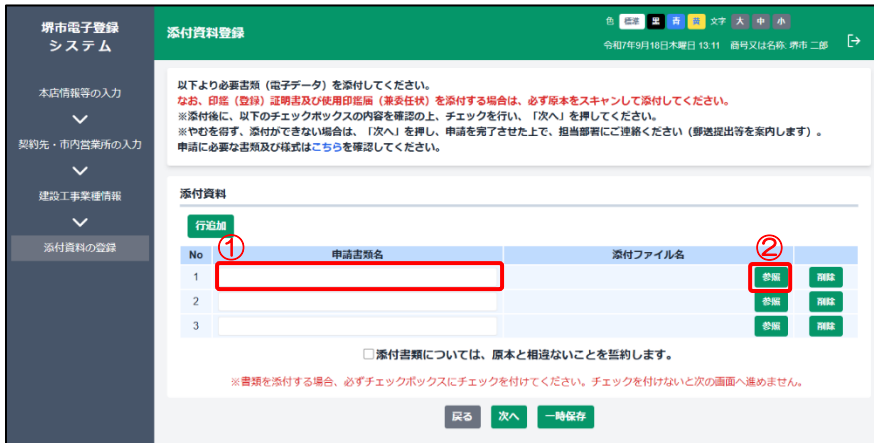 堺市電子登録
システム
添付資料登録
色 標準 黒 青 黄 文字 大 中 小
令和7年9月18日木曜日 13:11 商号又は名称: 堺市 二郎
本店情報等の入力
契約先・市内営業所の入力
建設工事業種情報
添付資料の登録
以下より必要書類（電子データ）を添付してください。
なお、印鑑（登録）証明書及び使用印鑑届（兼委任状）を添付する場合は、必ず原本をスキャンして添付してください。
※添付後に、以下のチェックボックスの内容を確認の上、チェックを行い、「次へ」を押してください。
※やむを得ず、添付ができない場合は、「次へ」を押し、申請を完了させた上で、担当部署にご連絡ください（郵送提出等を案内します）。
申請に必要な書類及び様式はこちらを確認してください。
添付資料
行追加
① ②
No 申請書類名 添付ファイル名
1 参照 削除
2 参照 削除
3 参照 削除
添付書類については、原本と相違ないことを誓約します。
※書類を添付する場合、必ずチェックボックスにチェックを付けてください。チェックを付けないと次の画面へ進めません。
戻る 次へ 一時保存